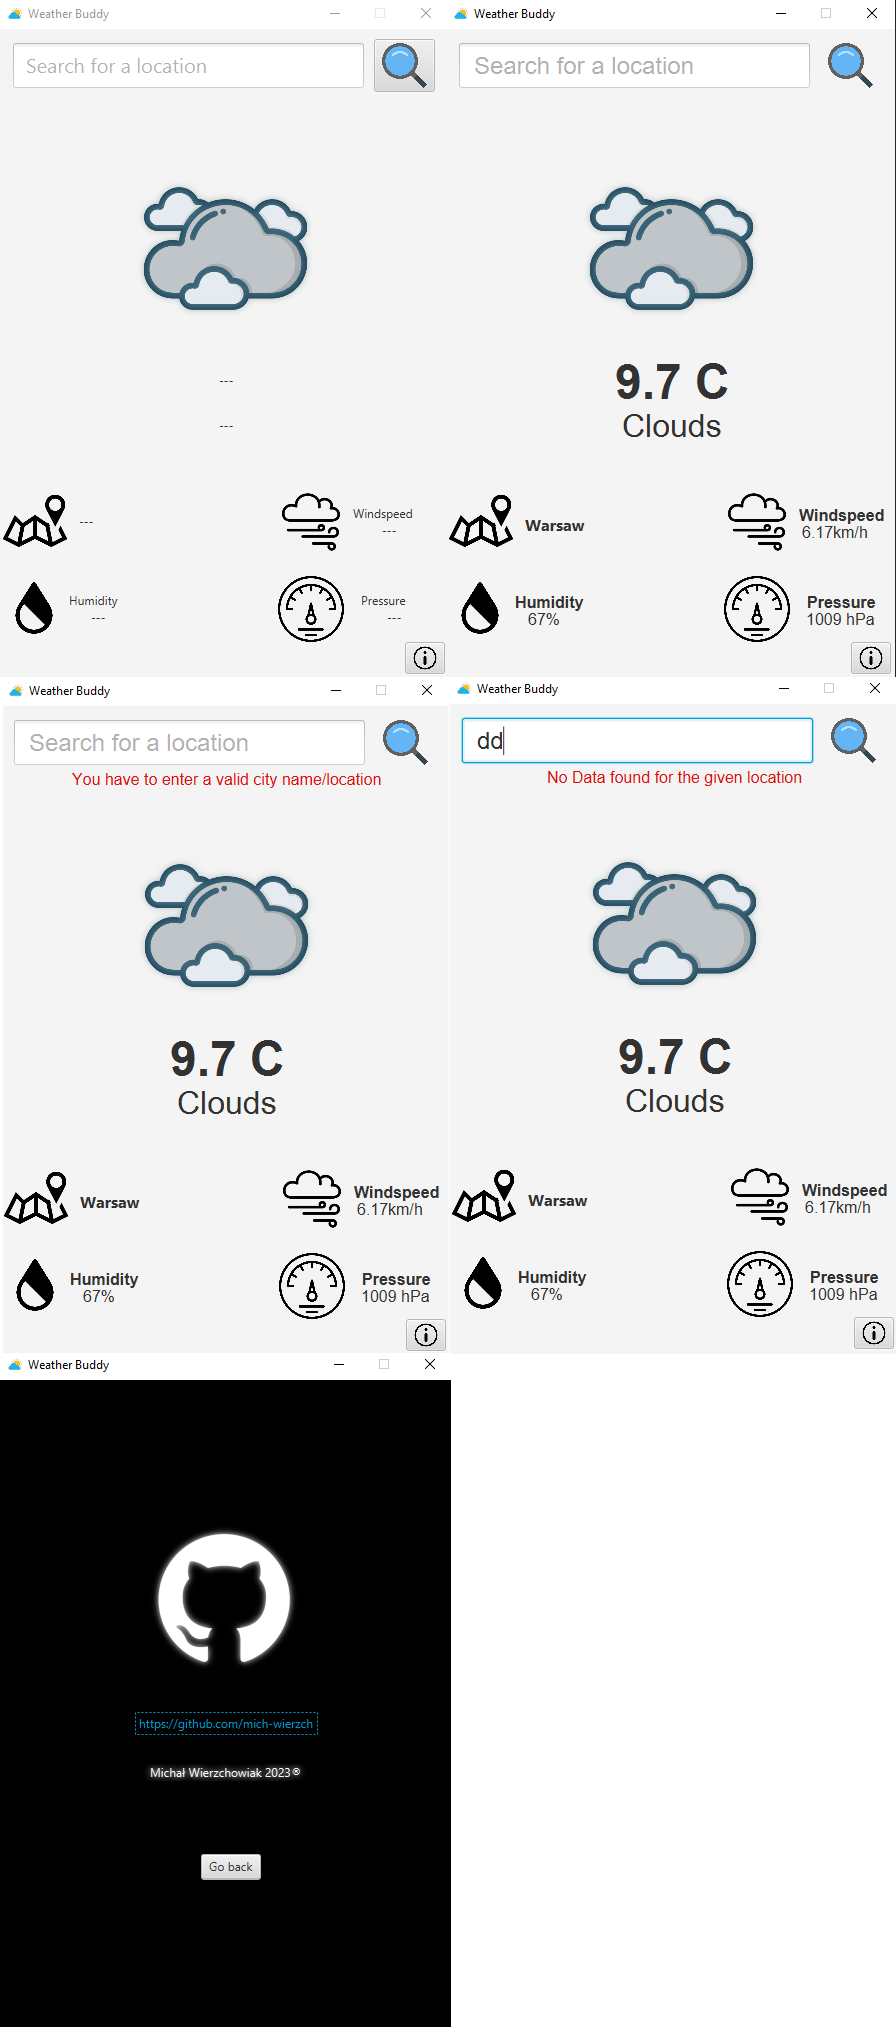 Weather Buddy
Search for a location
---
---
---
Windspeed
---
Humidity
---
Pressure
---
Weather Buddy
Search for a location
9.7 C
Clouds
Warsaw
Windspeed
6.17km/h
Humidity
67%
Pressure
1009 hPa
Weather Buddy
Search for a location
You have to enter a valid city name/location
9.7 C
Clouds
Warsaw
Windspeed
6.17km/h
Humidity
67%
Pressure
1009 hPa
Weather Buddy
dd
No Data found for the given location
9.7 C
Clouds
Warsaw
Windspeed
6.17km/h
Humidity
67%
Pressure
1009 hPa
Weather Buddy
https://github.com/mich-wierzch
Michał Wierzchowiak 2023®
Go back